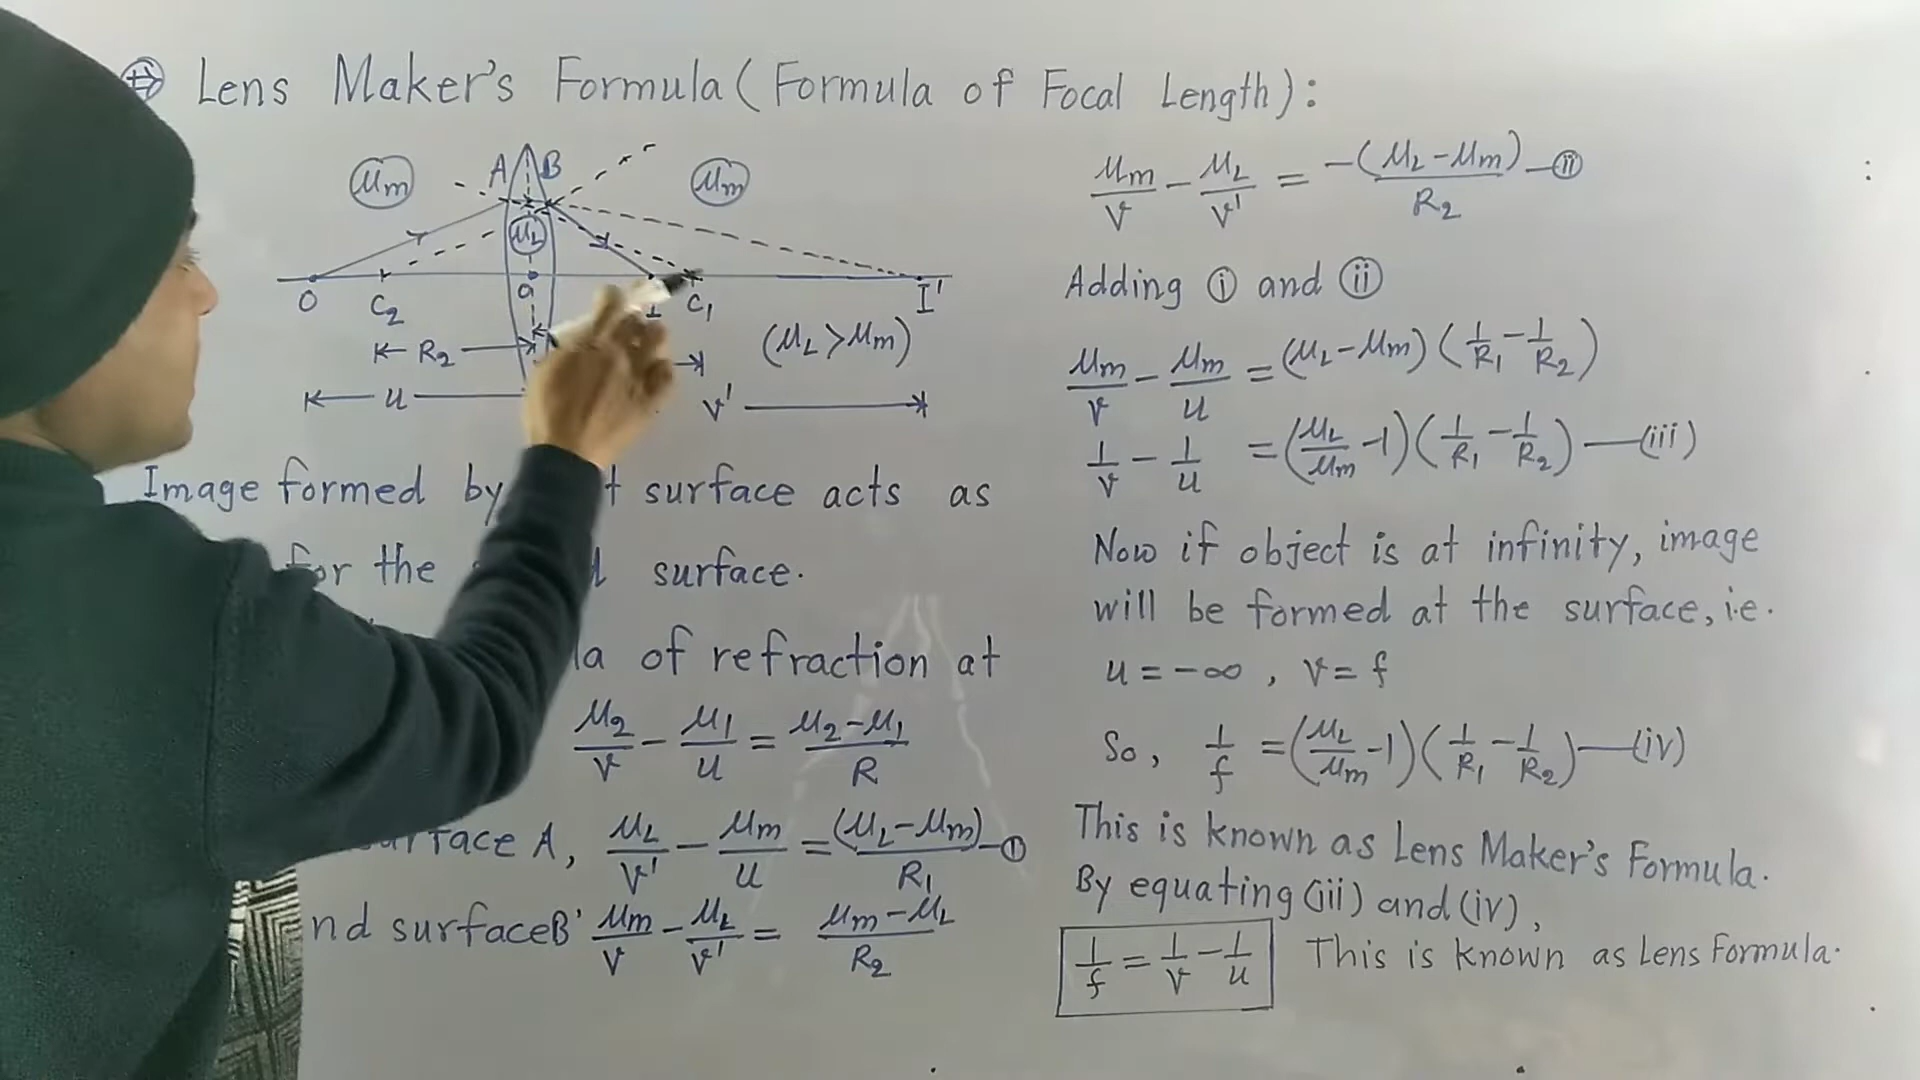 Lens Maker's Formula (Formula of Focal Length):
μm μm
A B
μL
O C2 C1 I'
R2 (μL > μm)
u v'
Image formed by surface acts as
for the surface.
of refraction at
μ2/v - μ1/u = (μ2 - μ1)/R
surface A, μL/v' - μm/u = (μL - μm)/R1 - (i)
surface B' μm/v - μL/v' = (μm - μL)/R2
μm/v - μL/v' = -(μL - μm)/R2 - (ii)
Adding (i) and (ii)
μm/v - μm/u = (μL - μm)(1/R1 - 1/R2)
1/v - 1/u = (μL/μm - 1)(1/R1 - 1/R2) - (iii)
Now if object is at infinity, image
will be formed at the surface, i.e.
u = -∞, v = f
So, 1/f = (μL/μm - 1)(1/R1 - 1/R2) - (iv)
This is known as Lens Maker's Formula.
By equating (iii) and (iv),
1/f = 1/v - 1/u This is known as Lens Formula.